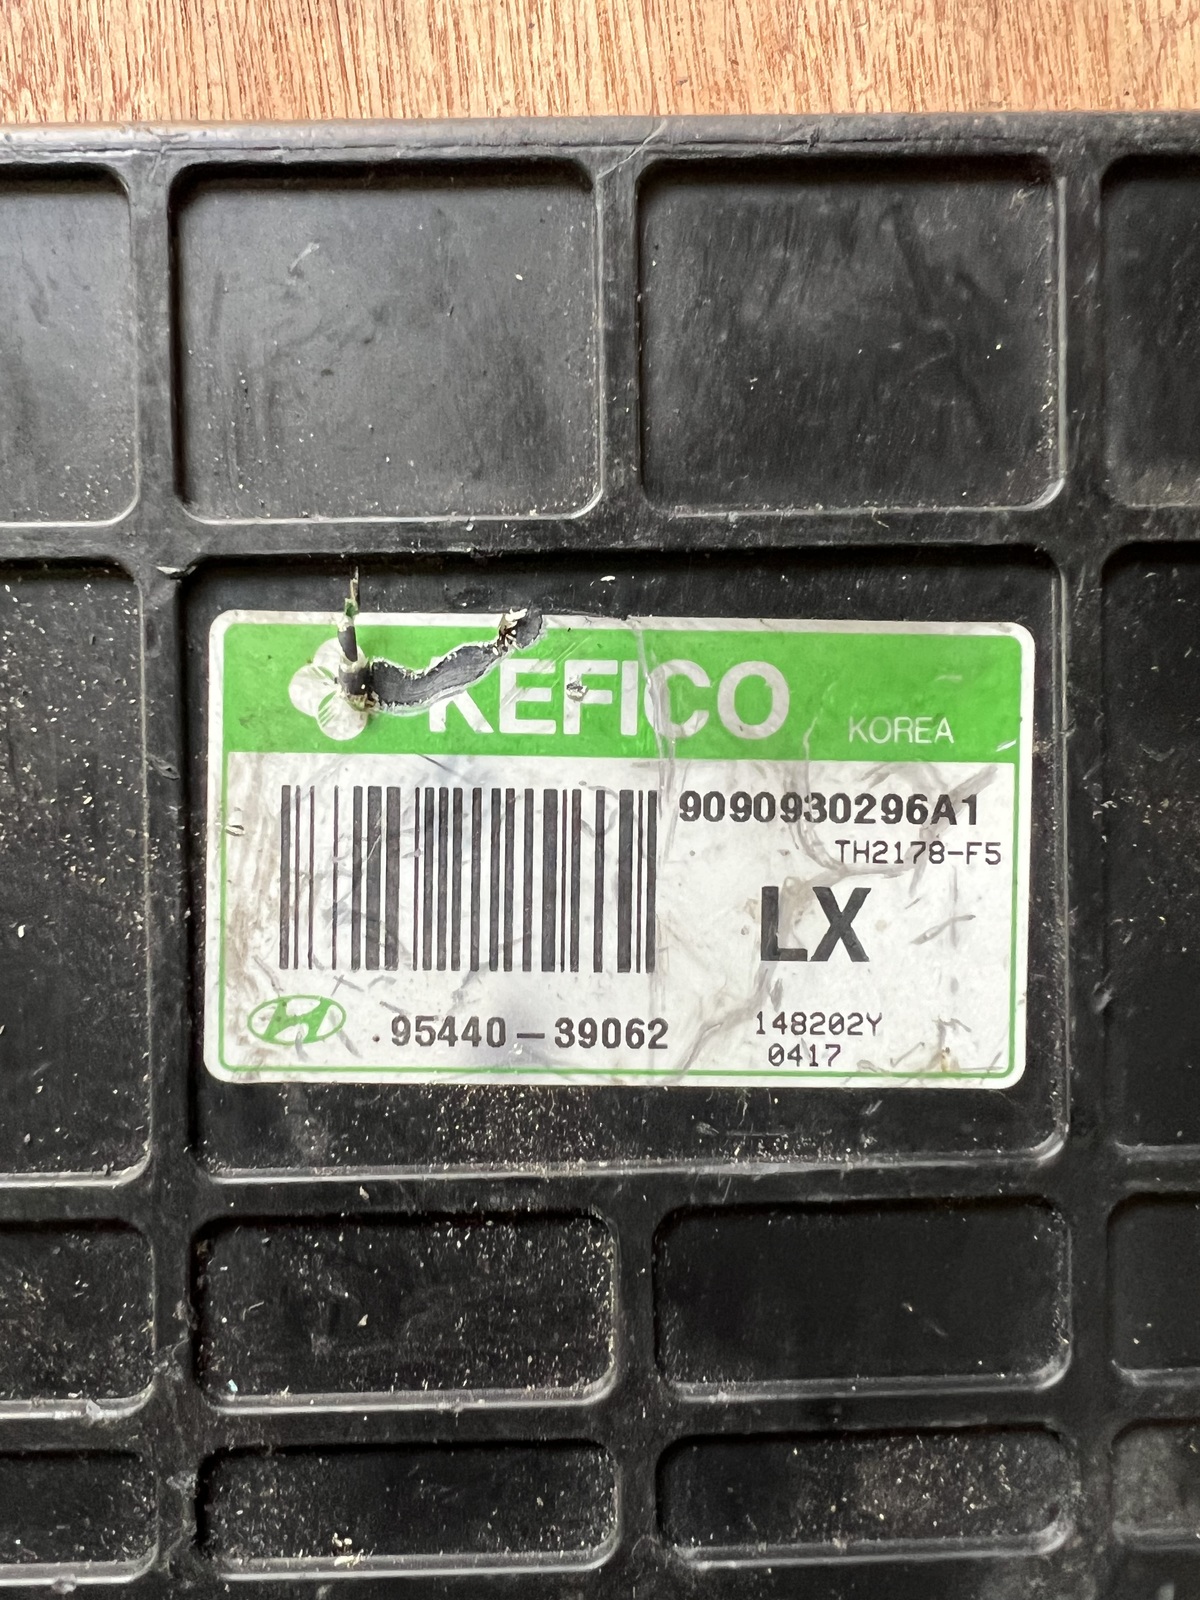 KEFICO KOREA
9090930296A1
TH2178-F5
LX
95440-39062
148202Y
0417